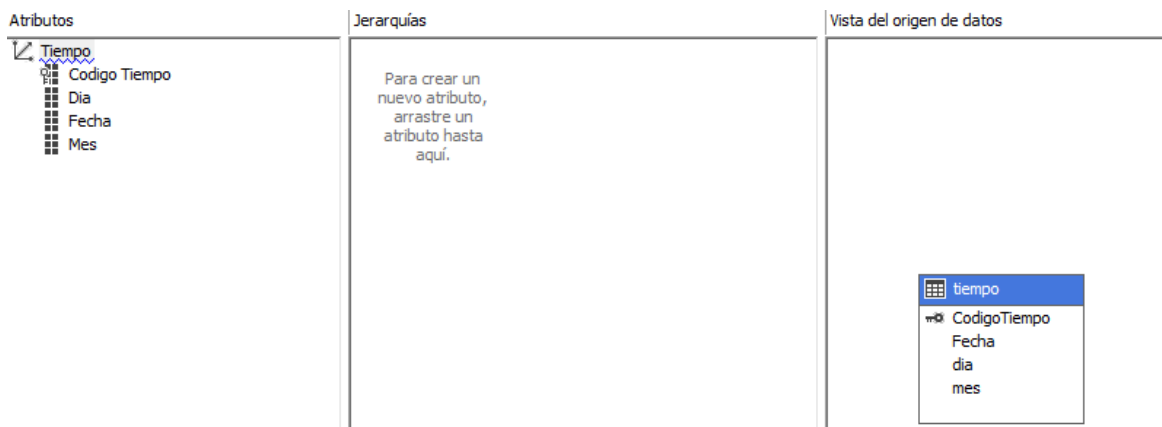 Atributos
Tiempo
Codigo Tiempo
Dia
Fecha
Mes
Jerarquías
Para crear un
nuevo atributo,
arrastre un
atributo hasta
aquí.
Vista del origen de datos
tiempo
CodigoTiempo
Fecha
dia
mes